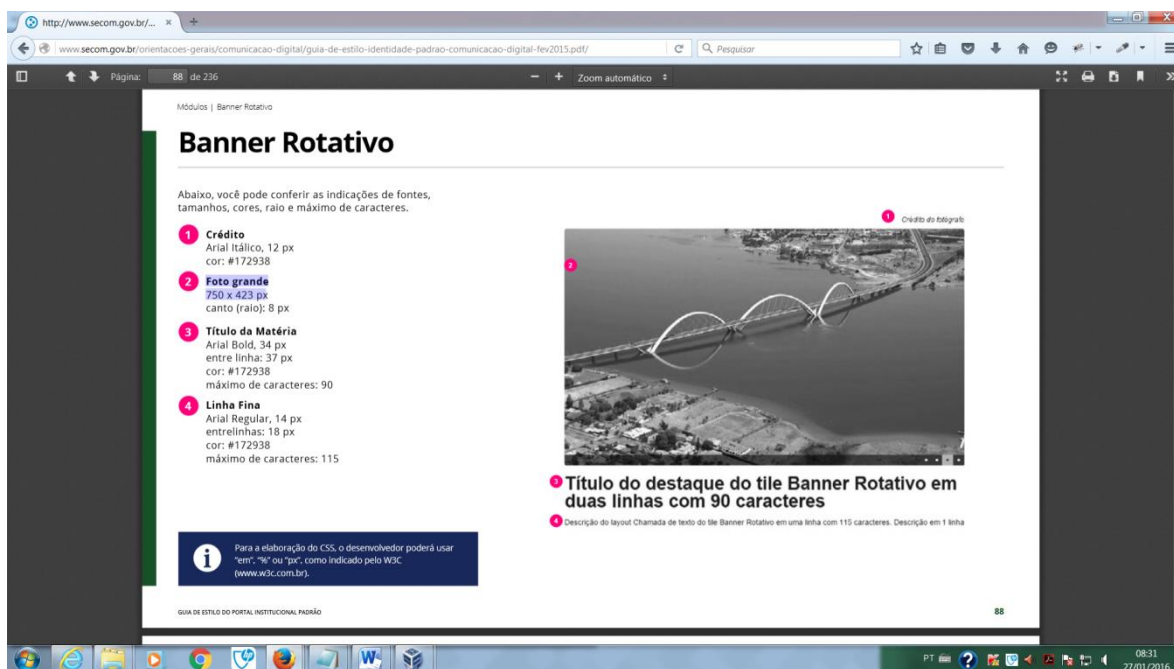 http://www.secom.gov.br/... × +
www.secom.gov.br/orientacoes-gerais/comunicacao-digital/guia-de-estilo-identidade-padrao-comunicacao-digital-fev2015.pdf/ Pesquisar
Página: 88 de 236 − + Zoom automático
Módulos | Banner Rotativo
Banner Rotativo
Abaixo, você pode conferir as indicações de fontes,
tamanhos, cores, raio e máximo de caracteres.
1 Crédito
Arial Itálico, 12 px
cor: #172938
2 Foto grande
750 x 423 px
canto (raio): 8 px
3 Título da Matéria
Arial Bold, 34 px
entre linha: 37 px
cor: #172938
máximo de caracteres: 90
4 Linha Fina
Arial Regular, 14 px
entrelinhas: 18 px
cor: #172938
máximo de caracteres: 115
i
Para a elaboração do CSS, o desenvolvedor poderá usar
"em", "%" ou "px", como indicado pelo W3C
(www.w3c.com.br).
1 Crédito do fotógrafo
2
3 Título do destaque do tile Banner Rotativo em
duas linhas com 90 caracteres
4 Descrição do layout Chamada de texto do tile Banner Rotativo em uma linha com 115 caracteres. Descrição em 1 linha
GUIA DE ESTILO DO PORTAL INSTITUCIONAL PADRÃO
88
PT
08:31
27/01/2016